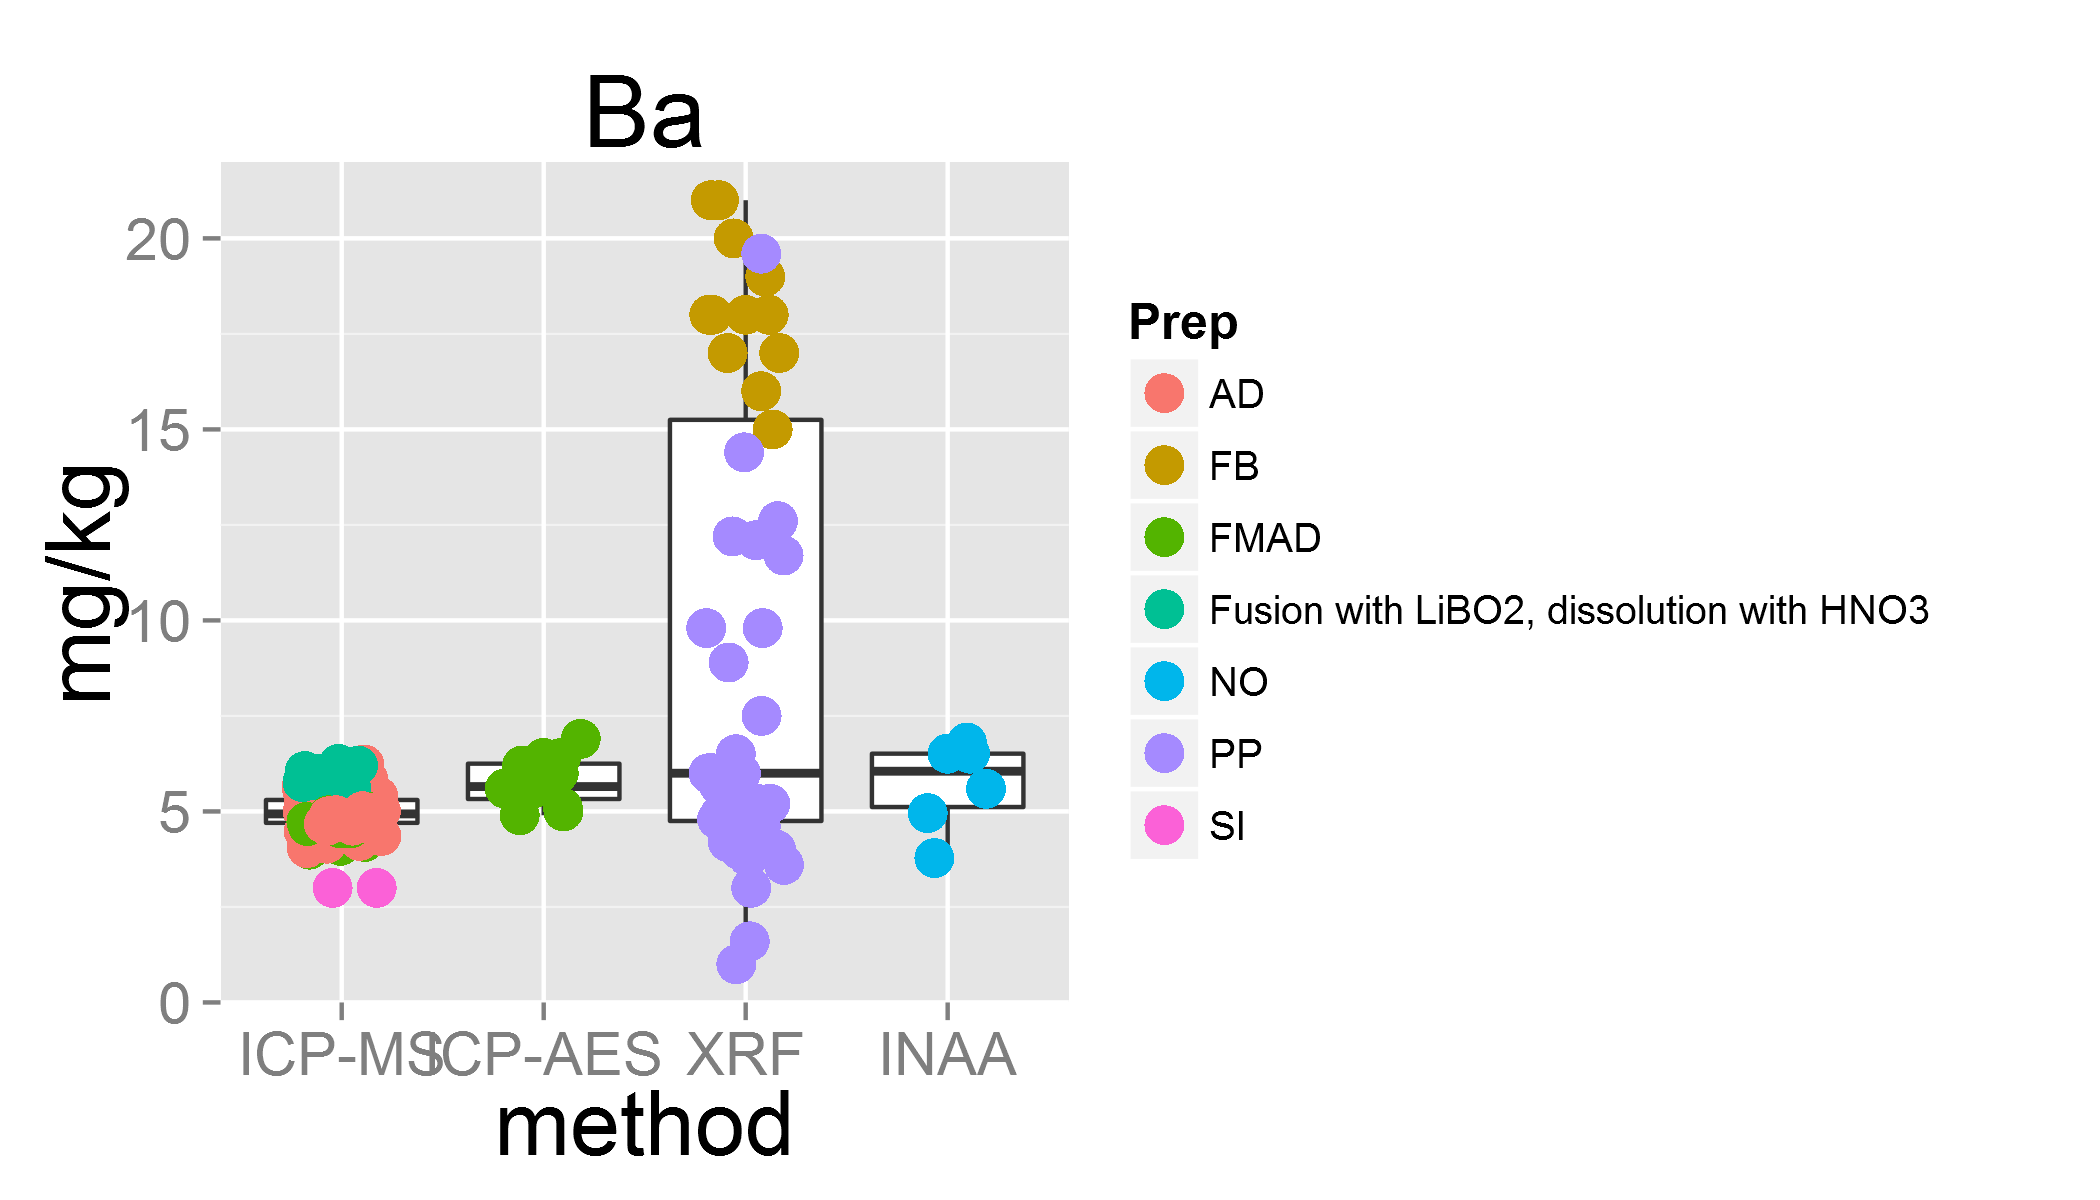 Ba
mg/kg
20
15
10
5
0
ICP-MS
ICP-AES
XRF
INAA
method
Prep
AD
FB
FMAD
Fusion with LiBO2, dissolution with HNO3
NO
PP
SI